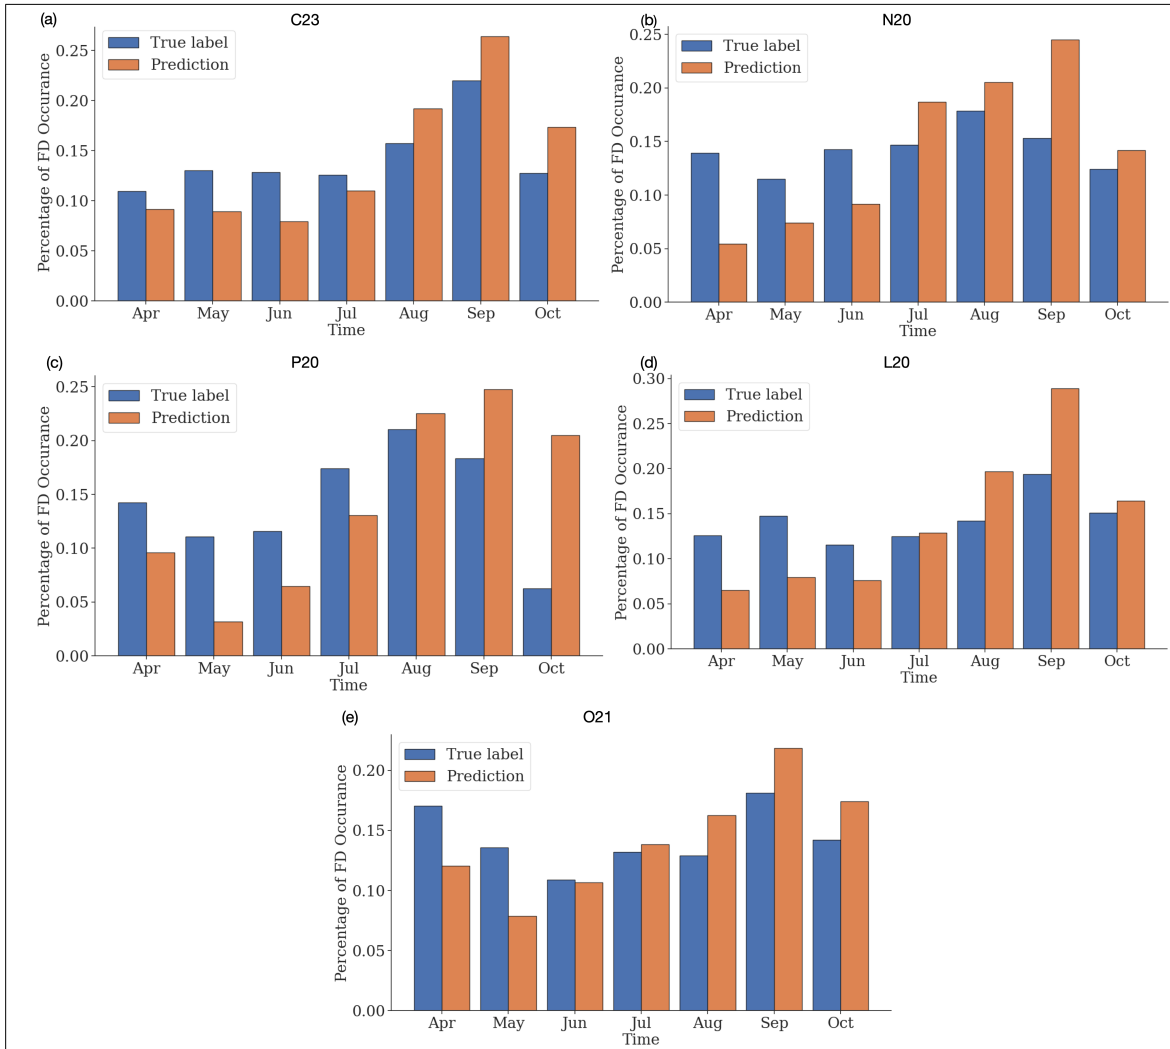 (a) C23
Percentage of FD Occurance
0.25
0.20
0.15
0.10
0.05
0.00
True label
Prediction
Apr May Jun Jul Aug Sep Oct
Time
(b) N20
Percentage of FD Occurance
0.25
0.20
0.15
0.10
0.05
0.00
True label
Prediction
Apr May Jun Jul Aug Sep Oct
Time
(c) P20
Percentage of FD Occurance
0.25
0.20
0.15
0.10
0.05
0.00
True label
Prediction
Apr May Jun Jul Aug Sep Oct
Time
(d) L20
Percentage of FD Occurance
0.30
0.25
0.20
0.15
0.10
0.05
0.00
True label
Prediction
Apr May Jun Jul Aug Sep Oct
Time
(e) O21
Percentage of FD Occurance
0.20
0.15
0.10
0.05
0.00
True label
Prediction
Apr May Jun Jul Aug Sep Oct
Time